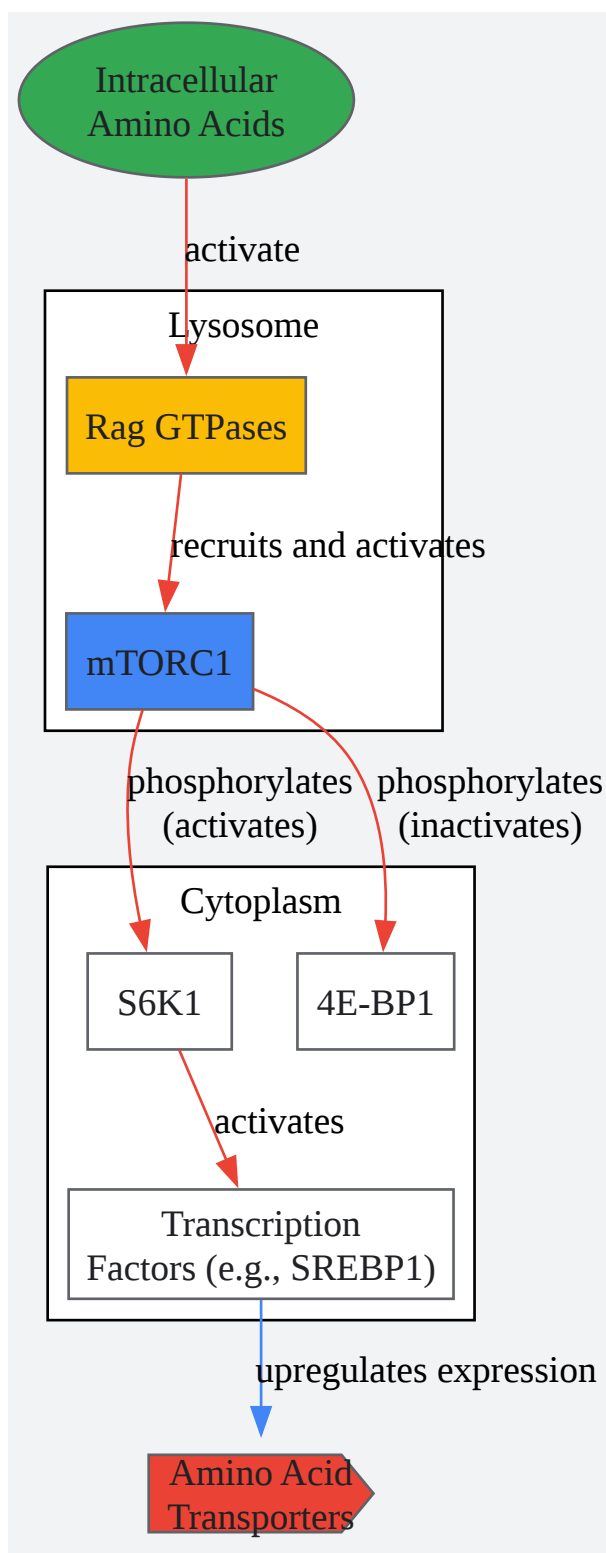 Intracellular
Amino Acids
activate
Lysosome
Rag GTPases
recruits and activates
mTORC1
phosphorylates
(activates)
phosphorylates
(inactivates)
Cytoplasm
S6K1
4E-BP1
activates
Transcription
Factors (e.g., SREBP1)
upregulates expression
Amino Acid
Transporters